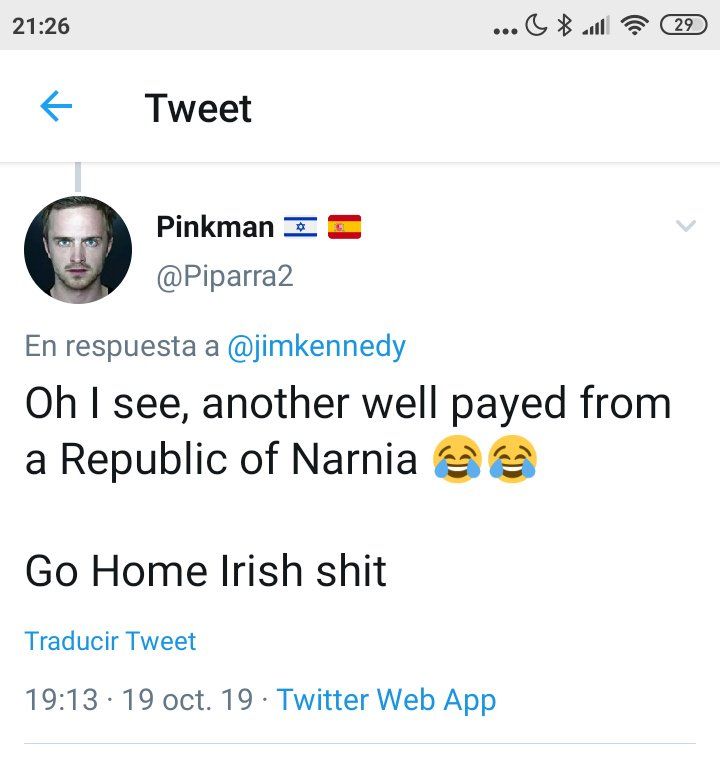 21:26
29
Tweet
Pinkman 🇮🇱 🇪🇸
@Piparra2
En respuesta a @jimkennedy
Oh I see, another well payed from
a Republic of Narnia 😂😂
Go Home Irish shit
Traducir Tweet
19:13 · 19 oct. 19 · Twitter Web App